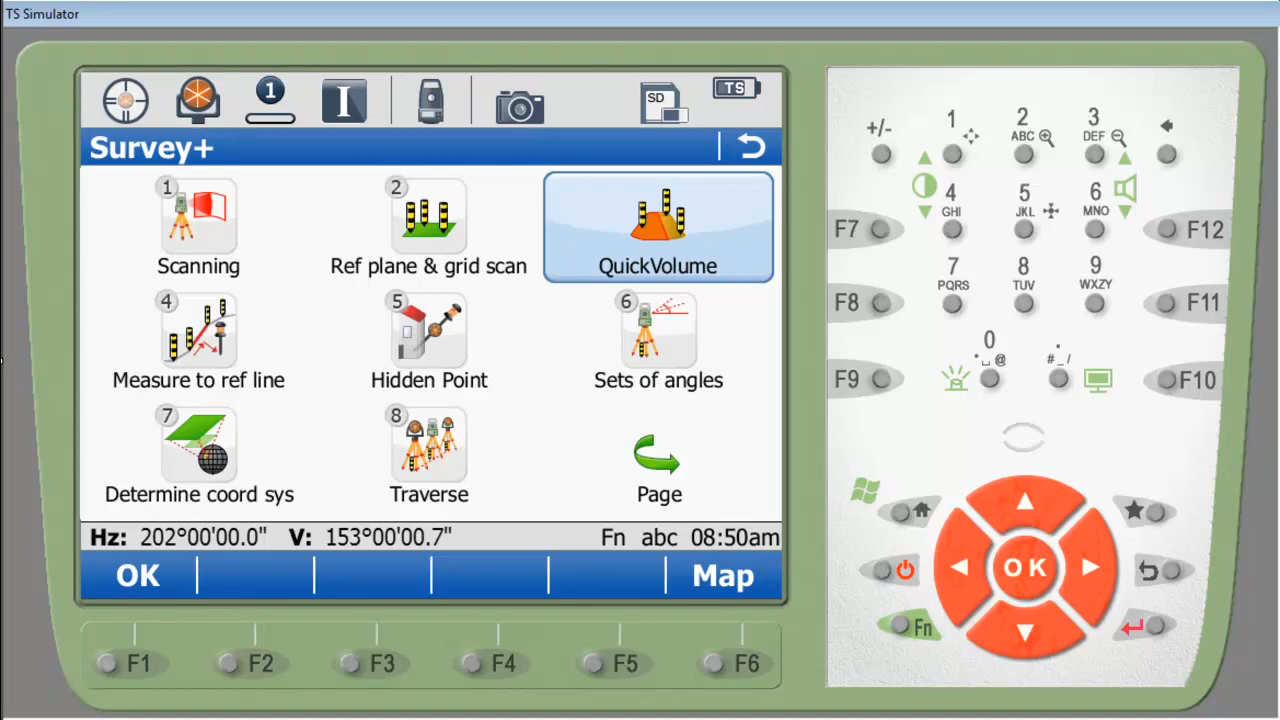 TS Simulator
1
I
SD
TS
Survey+
1
Scanning
2
Ref plane & grid scan
QuickVolume
4
Measure to ref line
5
Hidden Point
6
Sets of angles
7
Determine coord sys
8
Traverse
Page
Hz: 202°00'00.0" V: 153°00'00.7" Fn abc 08:50am
OK Map
F1 F2 F3 F4 F5 F6
+/- 1 2 3
ABC DEF
F7 4 5 6 F12
GHI JKL MNO
F8 7 8 9 F11
PQRS TUV WXYZ
F9 0 . F10
*␣@ #_/
OK
Fn